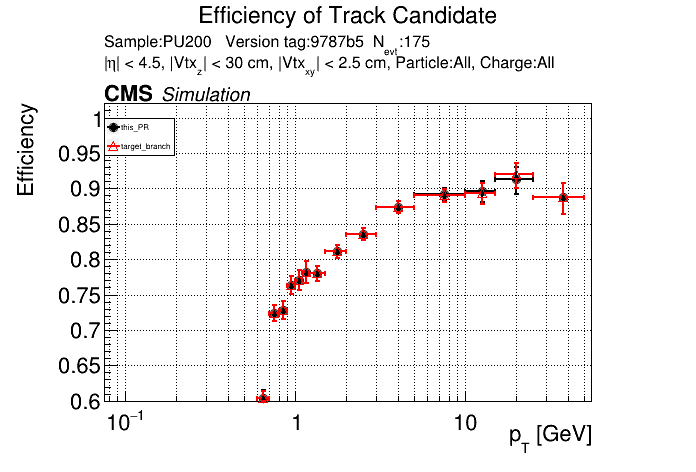 Efficiency of Track Candidate
Sample:PU200 Version tag:9787b5 N_evt:175
|η| < 4.5, |Vtx_z| < 30 cm, |Vtx_xy| < 2.5 cm, Particle:All, Charge:All
CMS Simulation
Efficiency
1
this_PR
target_branch
0.95
0.9
0.85
0.8
0.75
0.7
0.65
0.6
10⁻¹ 1 10
p_T [GeV]